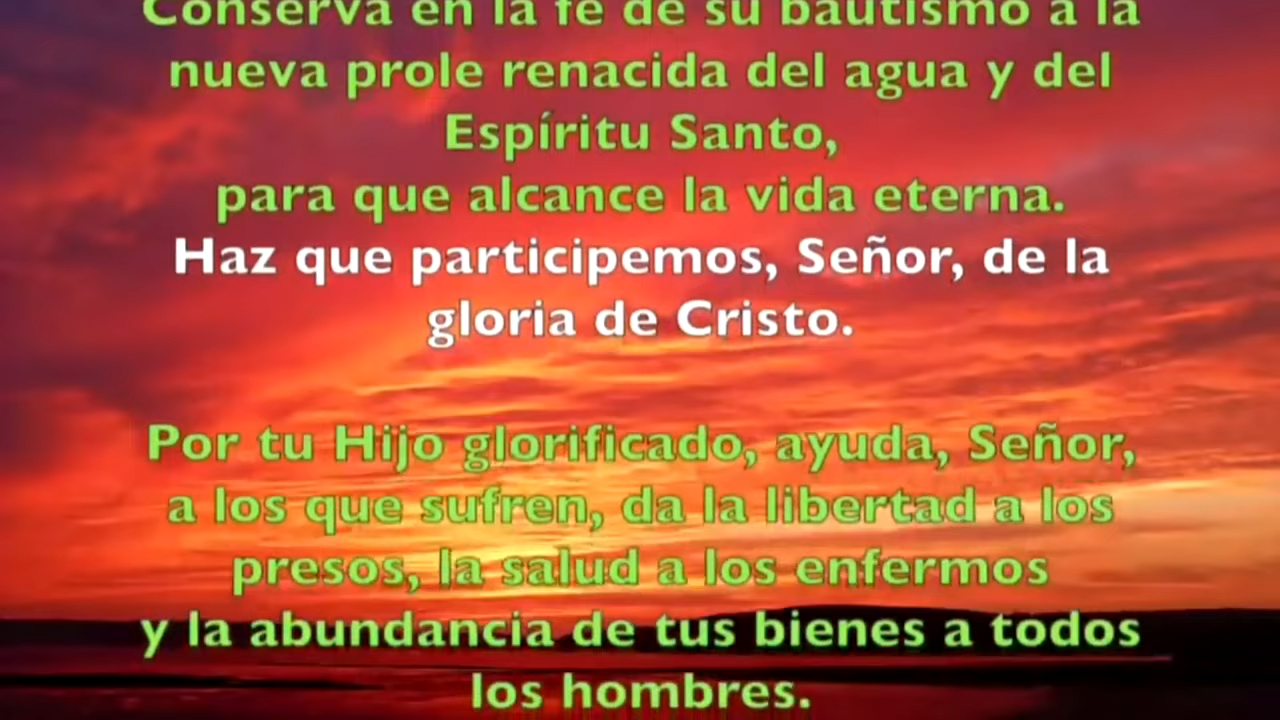 Conserva en la fe de su bautismo a la
nueva prole renacida del agua y del
Espíritu Santo,
para que alcance la vida eterna.
Haz que participemos, Señor, de la
gloria de Cristo.
Por tu Hijo glorificado, ayuda, Señor,
a los que sufren, da la libertad a los
presos, la salud a los enfermos
y la abundancia de tus bienes a todos
los hombres.